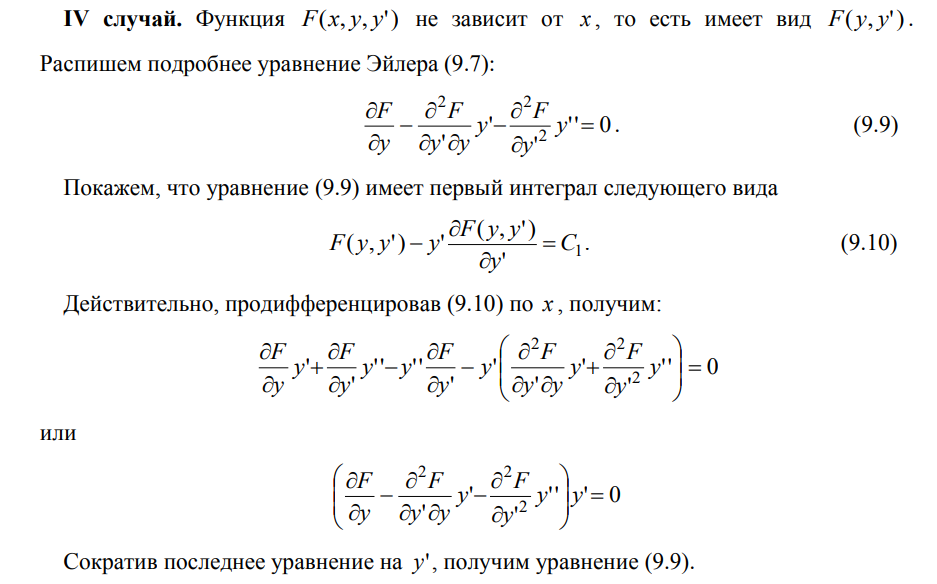 IV случай. Функция F(x, y, y') не зависит от x, то есть имеет вид F(y, y').
Распишем подробнее уравнение Эйлера (9.7):
∂F/∂y − ∂²F/∂y'∂y y' − ∂²F/∂y'² y'' = 0. (9.9)
Покажем, что уравнение (9.9) имеет первый интеграл следующего вида
F(y, y') − y' ∂F(y, y')/∂y' = C₁. (9.10)
Действительно, продифференцировав (9.10) по x, получим:
∂F/∂y y' + ∂F/∂y' y'' − y'' ∂F/∂y' − y' (∂²F/∂y'∂y y' + ∂²F/∂y'² y'') = 0
или
(∂F/∂y − ∂²F/∂y'∂y y' − ∂²F/∂y'² y'') y' = 0
Сократив последнее уравнение на y', получим уравнение (9.9).